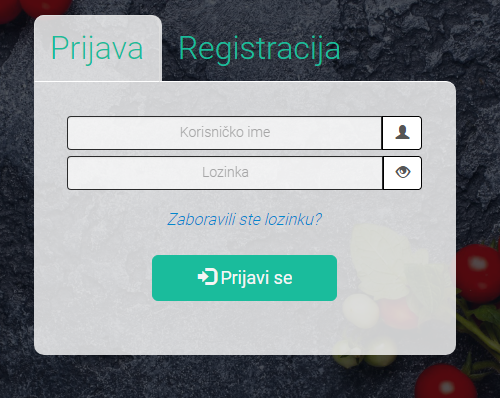 Prijava Registracija
Korisničko ime
Lozinka
Zaboravili ste lozinku?
Prijavi se